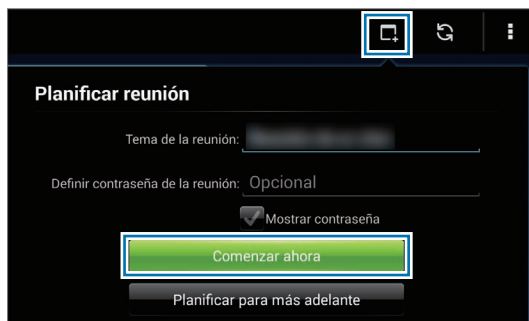 Planificar reunión
Tema de la reunión:
Definir contraseña de la reunión: Opcional
Mostrar contraseña
Comenzar ahora
Planificar para más adelante